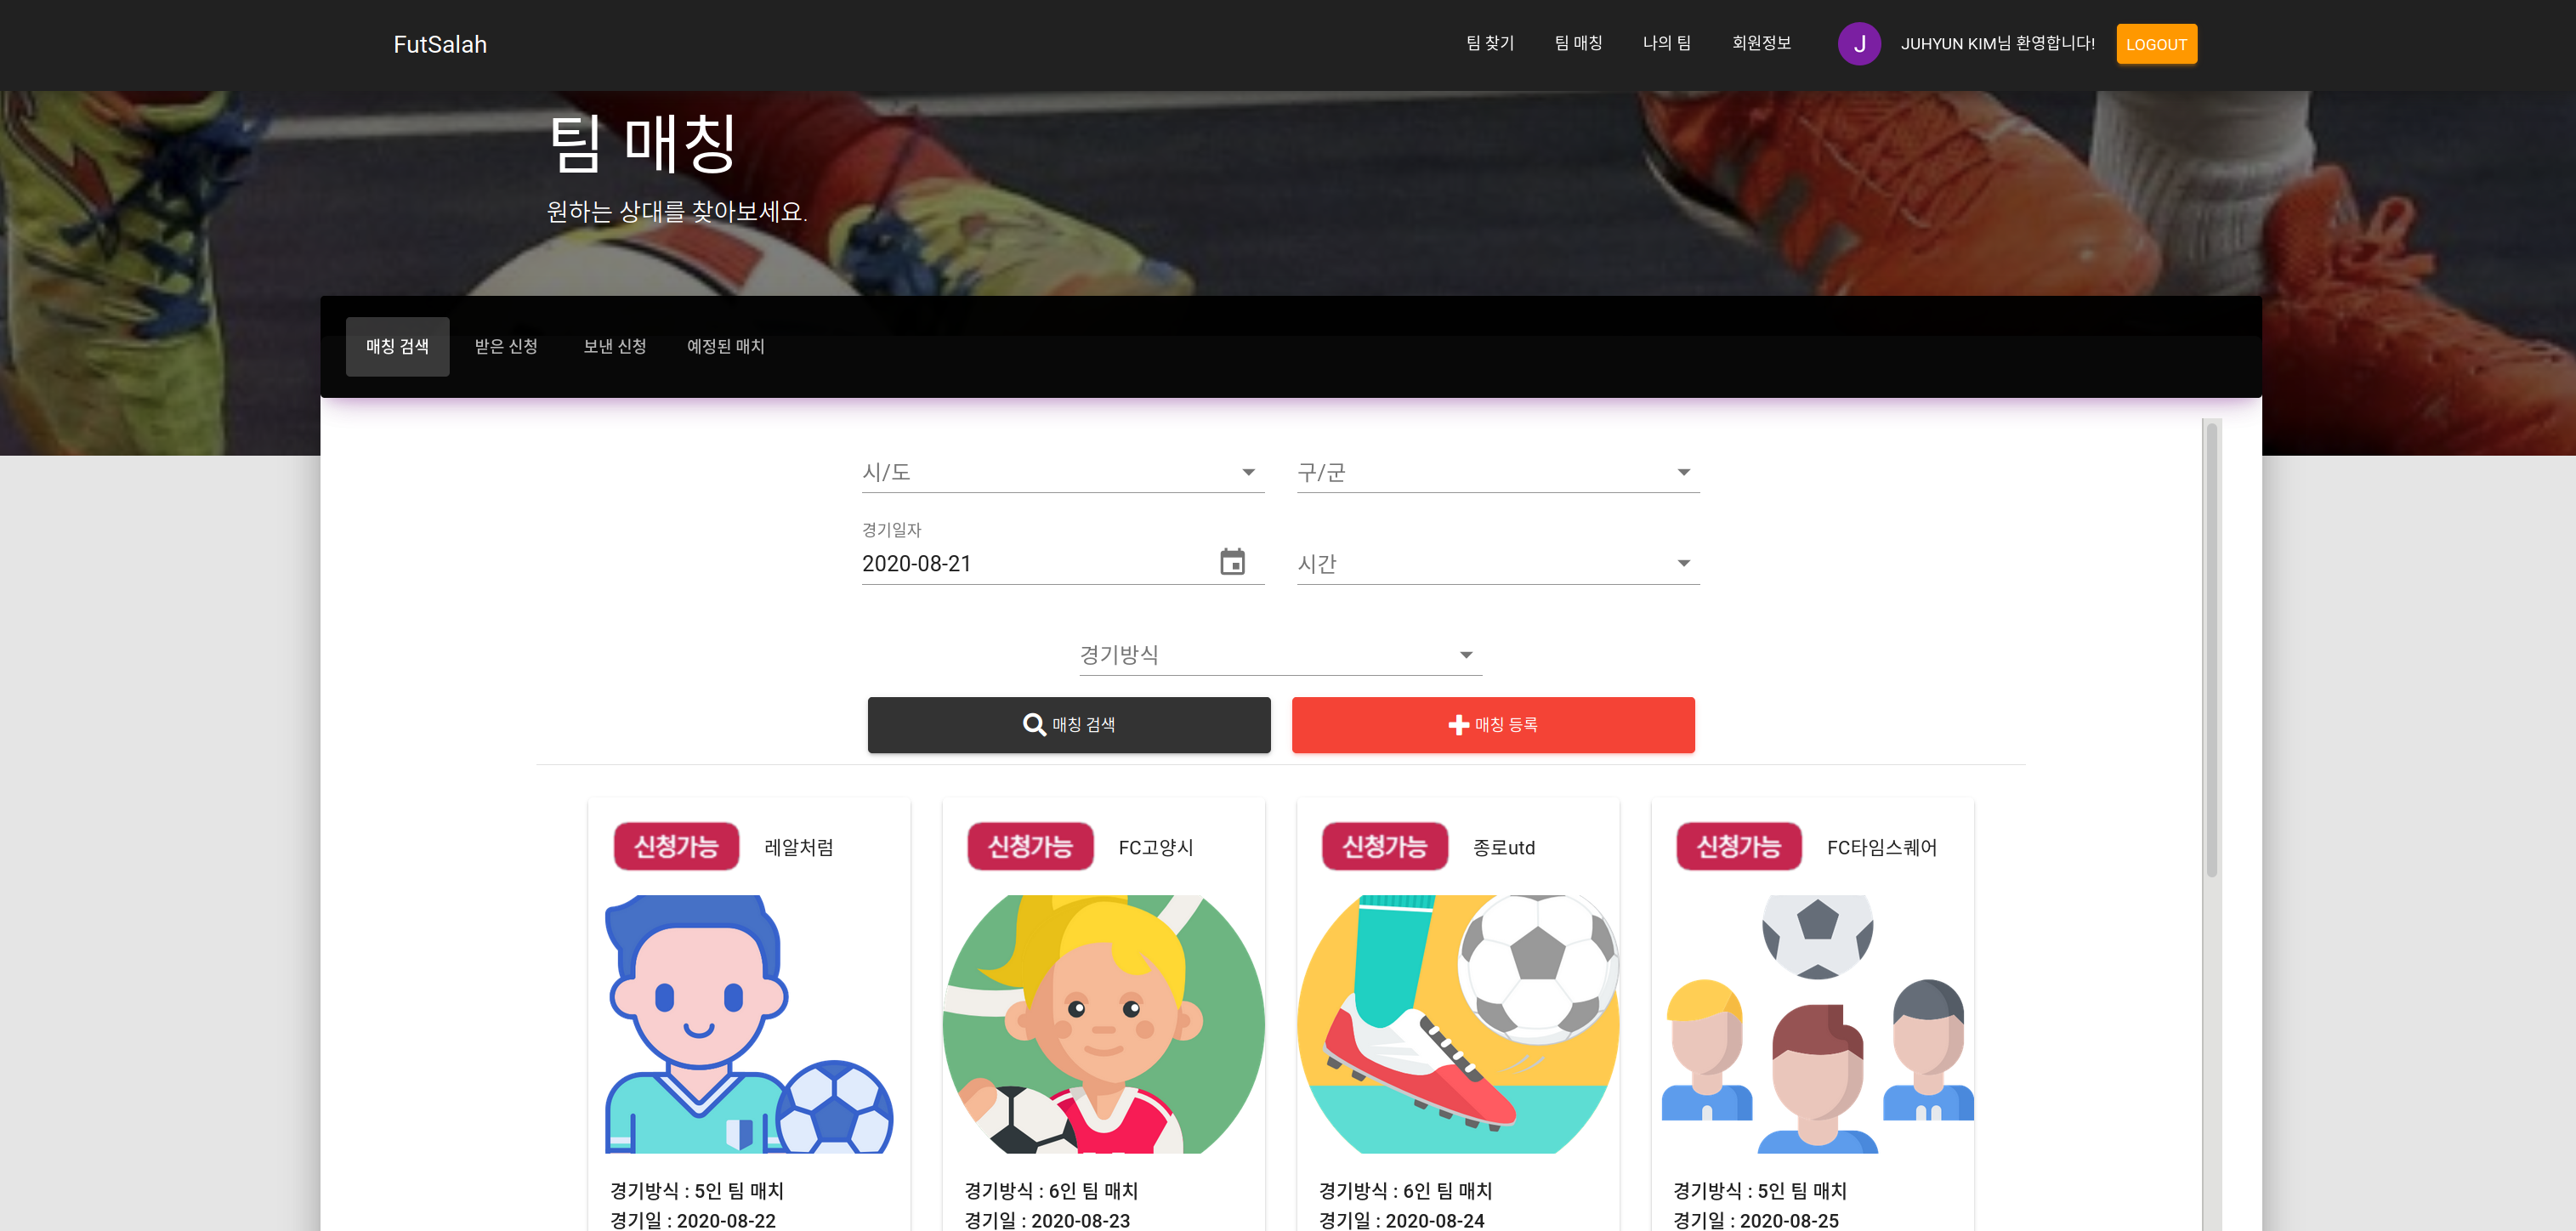 FutSalah
팀 찾기 팀 매칭 나의 팀 회원정보 J JUHYUN KIM님 환영합니다! LOGOUT
팀 매칭
원하는 상대를 찾아보세요.
매칭 검색 받은 신청 보낸 신청 예정된 매치
시/도 구/군
경기일자
2020-08-21 시간
경기방식
매칭 검색 매칭 등록
신청가능 레알처럼 신청가능 FC고양시 신청가능 종로utd 신청가능 FC타임스퀘어
경기방식 : 5인 팀 매치 경기방식 : 6인 팀 매치 경기방식 : 6인 팀 매치 경기방식 : 5인 팀 매치
경기일 : 2020-08-22 경기일 : 2020-08-23 경기일 : 2020-08-24 경기일 : 2020-08-25